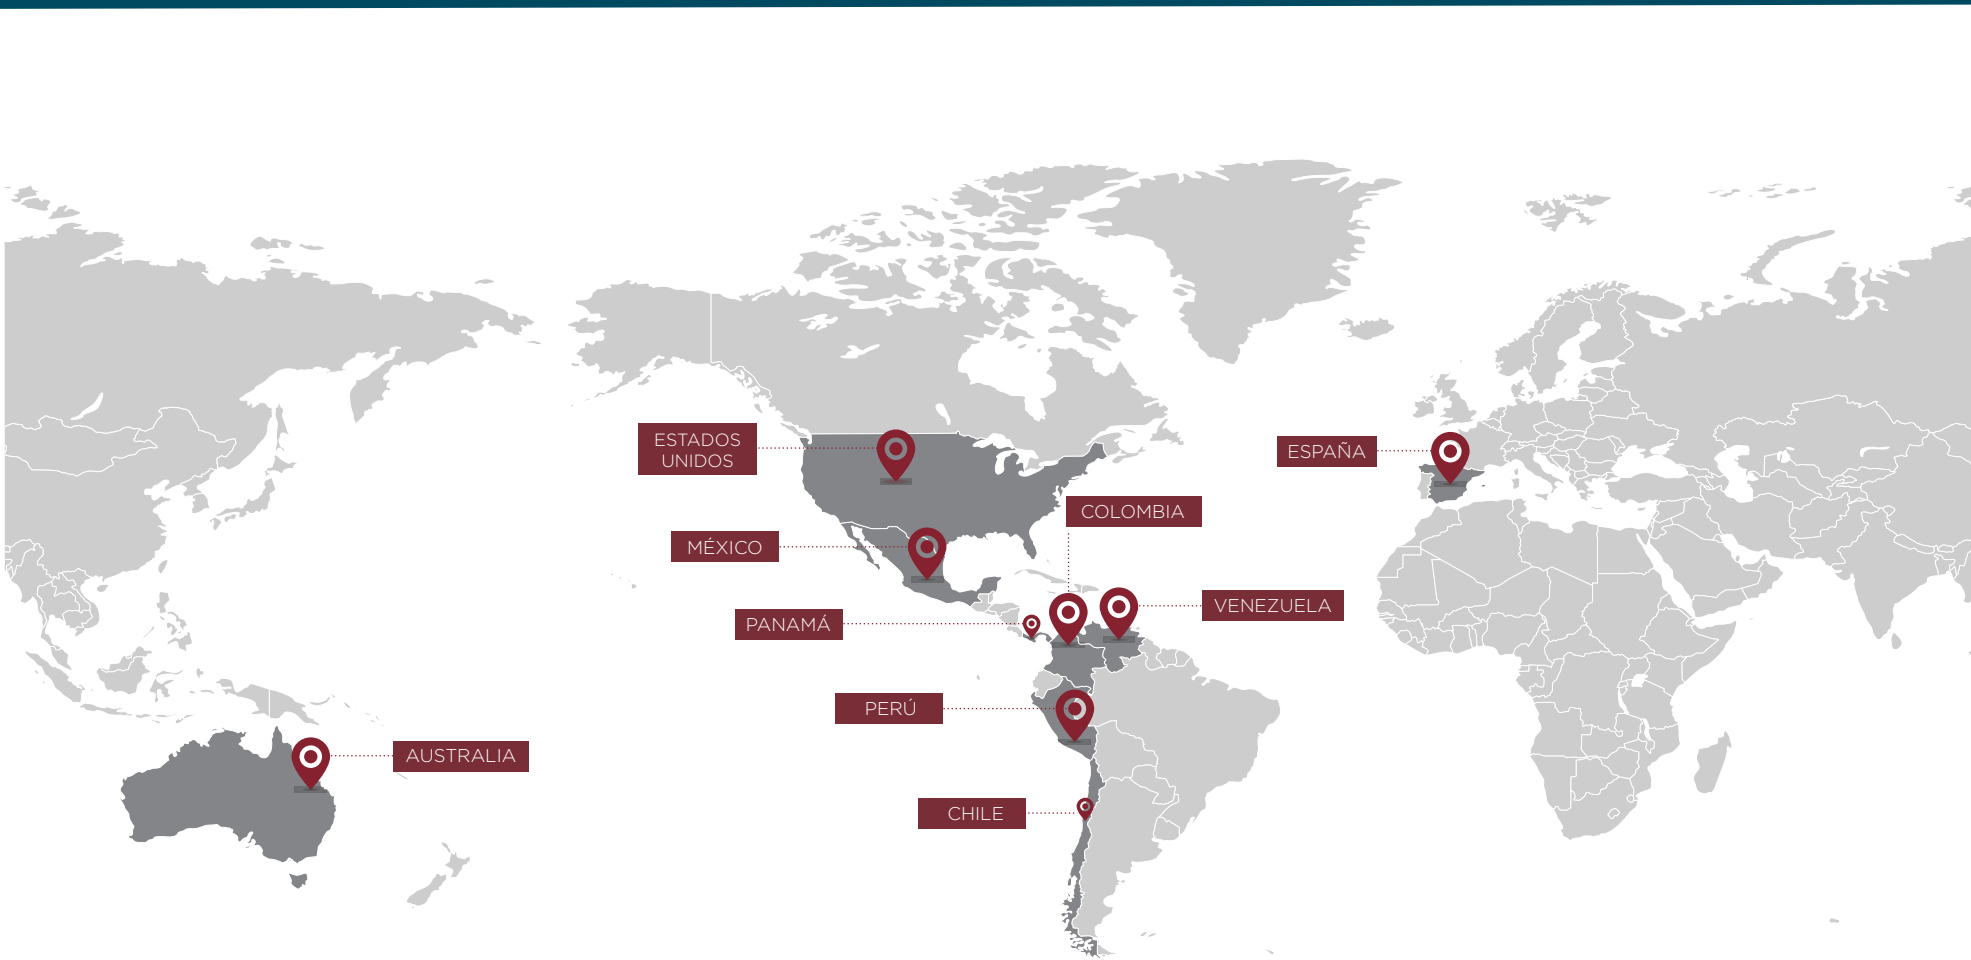 ESTADOS
UNIDOS
ESPAÑA
COLOMBIA
MÉXICO
VENEZUELA
PANAMÁ
PERÚ
AUSTRALIA
CHILE